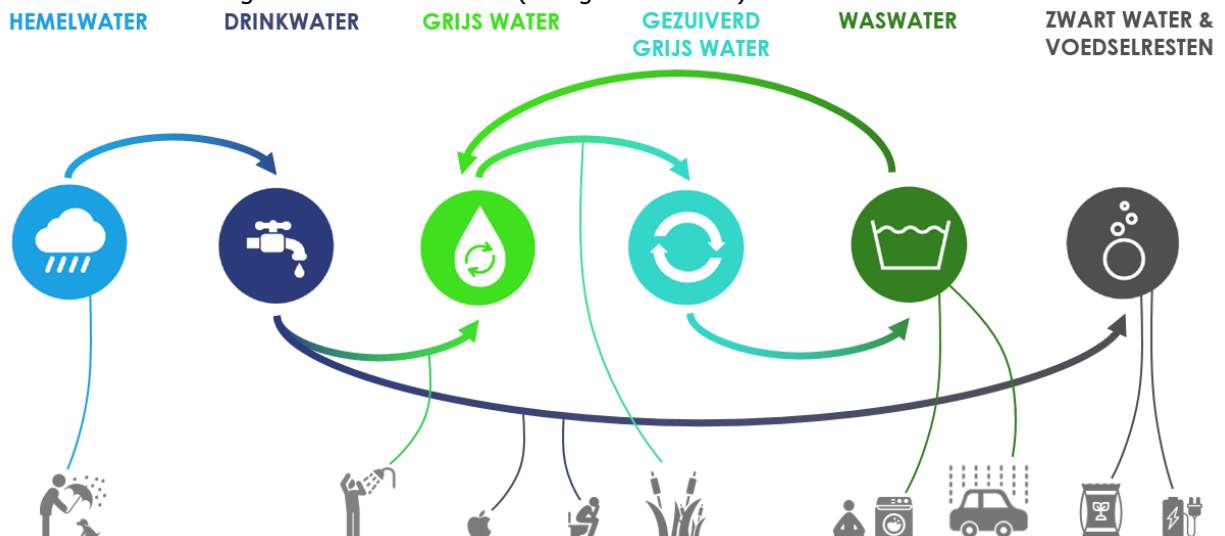 HEMELWATER
DRINKWATER
GRIJS WATER
GEZUIVERD
GRIJS WATER
WASWATER
ZWART WATER &
VOEDSELRESTEN